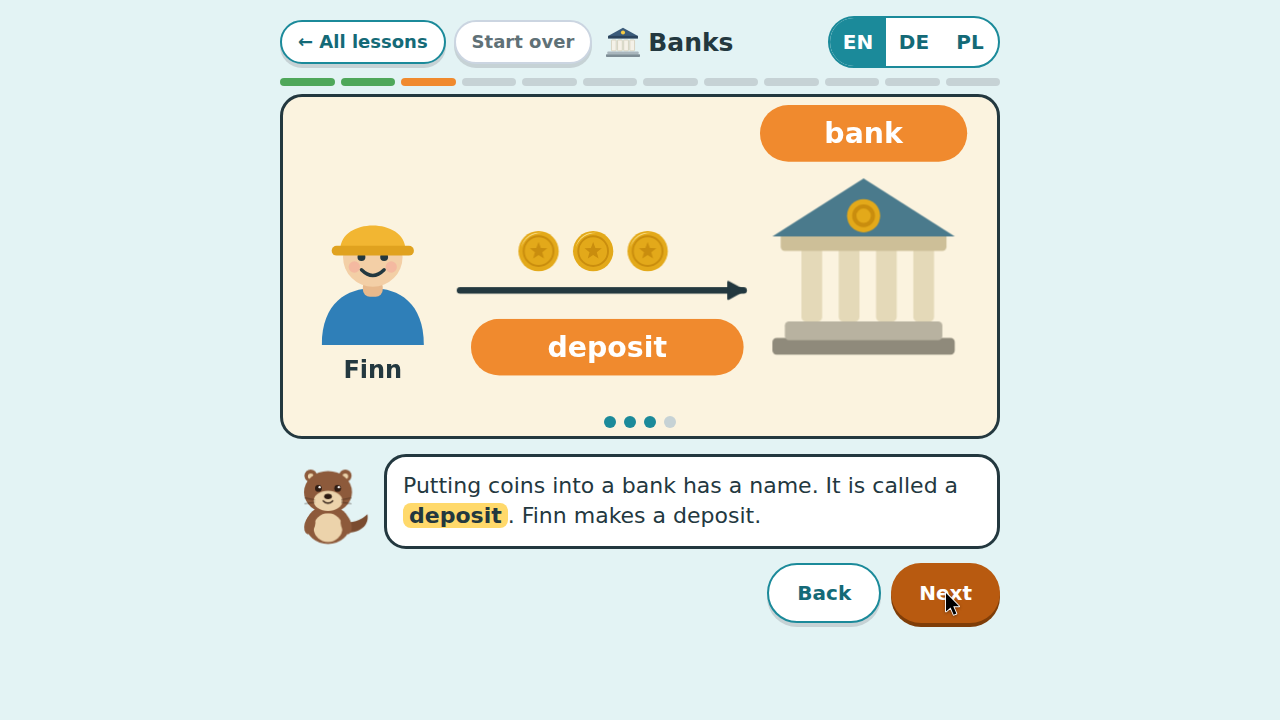 ← All lessons
Start over
Banks
EN
DE
PL
bank
deposit
Finn
Putting coins into a bank has a name. It is called a
deposit. Finn makes a deposit.
Back
Next